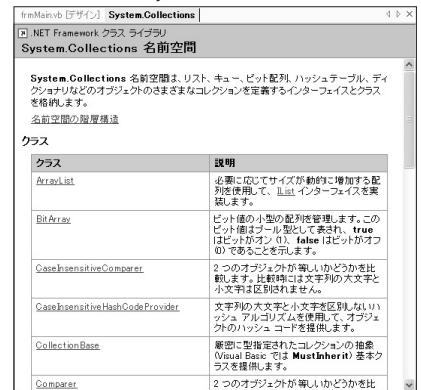 frmMain.vb [デザイン] System.Collections
.NET Framework クラス ライブラリ
System.Collections 名前空間
System.Collections 名前空間は、リスト、キュー、ビット配列、ハッシュテーブル、ディ
クショナリなどのオブジェクトのさまざまなコレクションを定義するインターフェイスとクラス
を格納します。
名前空間の階層構造
クラス
クラス 説明
ArrayList 必要に応じてサイズが動的に増加する配
列を使用して、IList インターフェイスを実
装します。
BitArray ビット値の小型の配列を管理します。この
ビット値はブール型として表され、true
はビットがオン (1)、false はビットがオフ
(0) であることを示します。
CaseInsensitiveComparer 2 つのオブジェクトが等しいかどうかを比
較します。比較時には文字列の大文字と
小文字は区別されません。
CaseInsensitiveHashCodeProvider 文字列の大文字と小文字を区別しないハ
ッシュ アルゴリズムを使用して、オブジェ
クトのハッシュ コードを提供します。
CollectionBase 厳密に型指定されたコレクションの抽象
(Visual Basic では MustInherit) 基本ク
ラスを提供します。
Comparer 2 つのオブジェクトが等しいかどうかを比